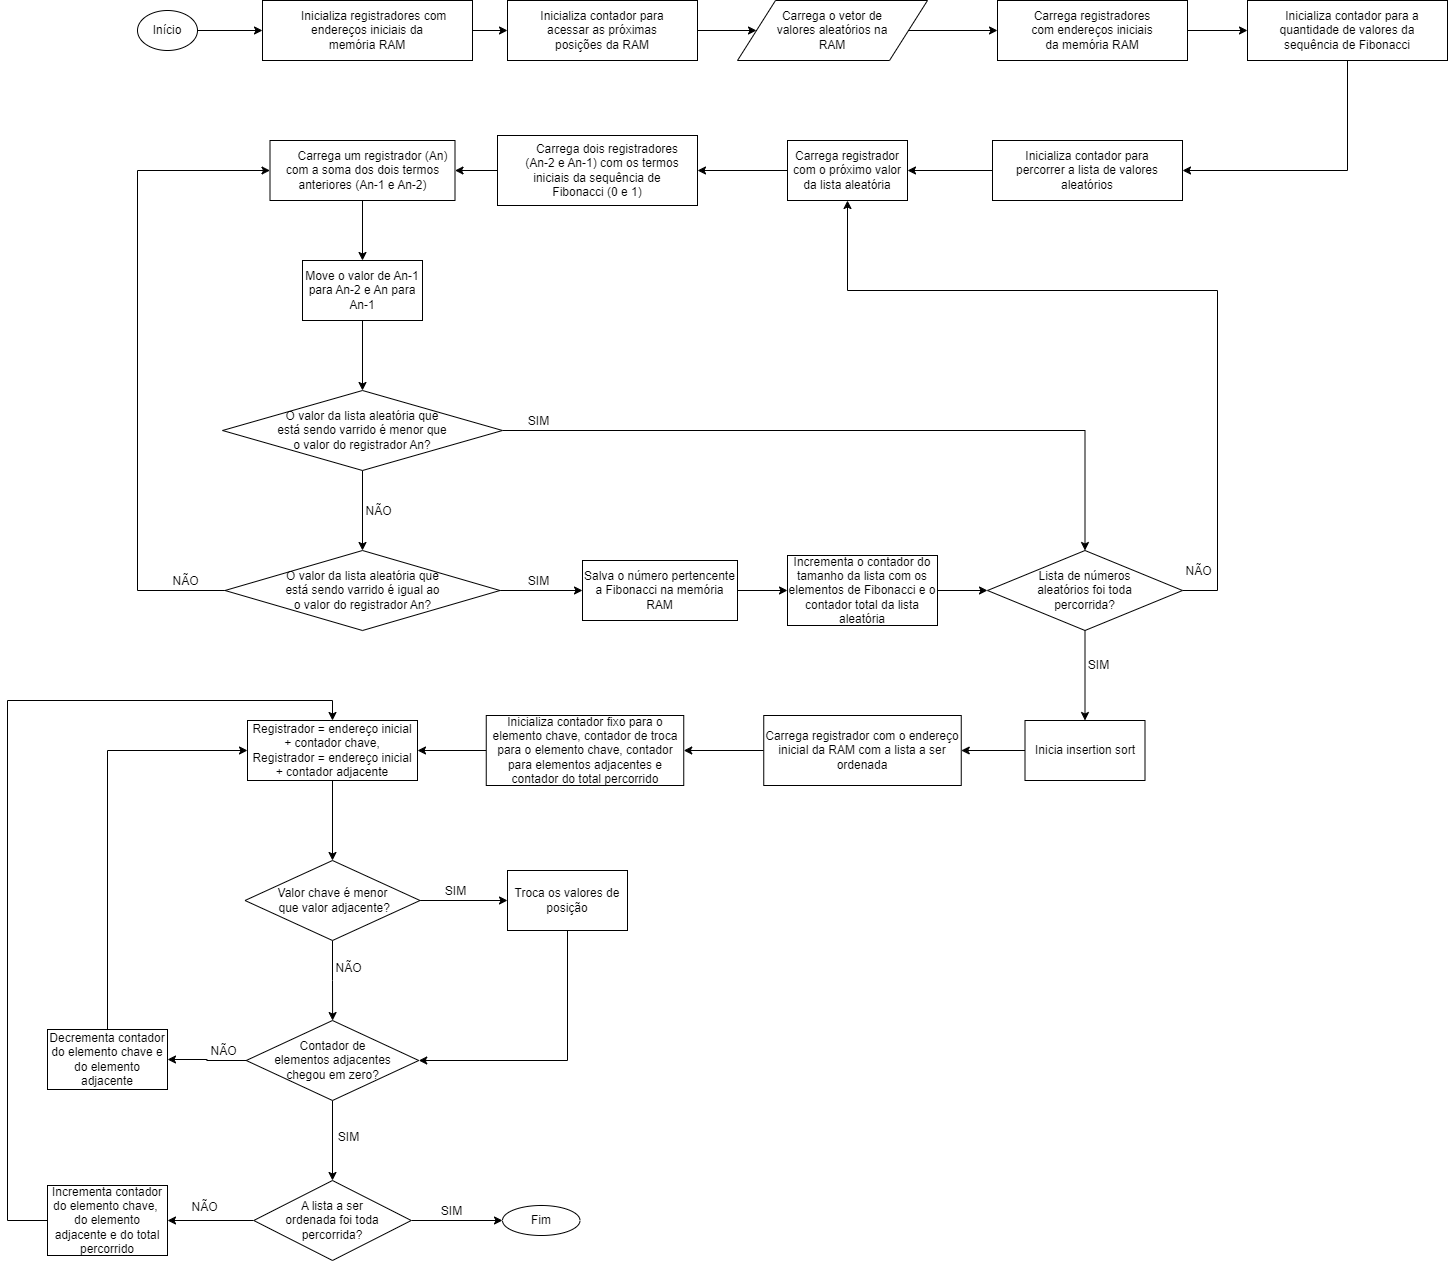 Início
Inicializa registradores com
endereços iniciais da
memória RAM
Inicializa contador para
acessar as próximas
posições da RAM
Carrega o vetor de
valores aleatórios na
RAM
Carrega registradores
com endereços iniciais
da memória RAM
Inicializa contador para a
quantidade de valores da
sequência de Fibonacci
Inicializa contador para
percorrer a lista de valores
aleatórios
Carrega registrador
com o próximo valor
da lista aleatória
Carrega dois registradores
(An-2 e An-1) com os termos
iniciais da sequência de
Fibonacci (0 e 1)
Carrega um registrador (An)
com a soma dos dois termos
anteriores (An-1 e An-2)
Move o valor de An-1
para An-2 e An para
An-1
O valor da lista aleatória que
está sendo varrido é menor que
o valor do registrador An?
SIM
NÃO
O valor da lista aleatória que
está sendo varrido é igual ao
o valor do registrador An?
NÃO
SIM
Salva o número pertencente
a Fibonacci na memória
RAM
Incrementa o contador do
tamanho da lista com os
elementos de Fibonacci e o
contador total da lista
aleatória
Lista de números
aleatórios foi toda
percorrida?
NÃO
SIM
Inicia insertion sort
Carrega registrador com o endereço
inicial da RAM com a lista a ser
ordenada
Inicializa contador fixo para o
elemento chave, contador de troca
para o elemento chave, contador
para elementos adjacentes e
contador do total percorrido
Registrador = endereço inicial
+ contador chave,
Registrador = endereço inicial
+ contador adjacente
Valor chave é menor
que valor adjacente?
SIM
Troca os valores de
posição
NÃO
Contador de
elementos adjacentes
chegou em zero?
NÃO
Decrementa contador
do elemento chave e
do elemento
adjacente
SIM
A lista a ser
ordenada foi toda
percorrida?
NÃO
Incrementa contador
do elemento chave,
do elemento
adjacente e do total
percorrido
SIM
Fim